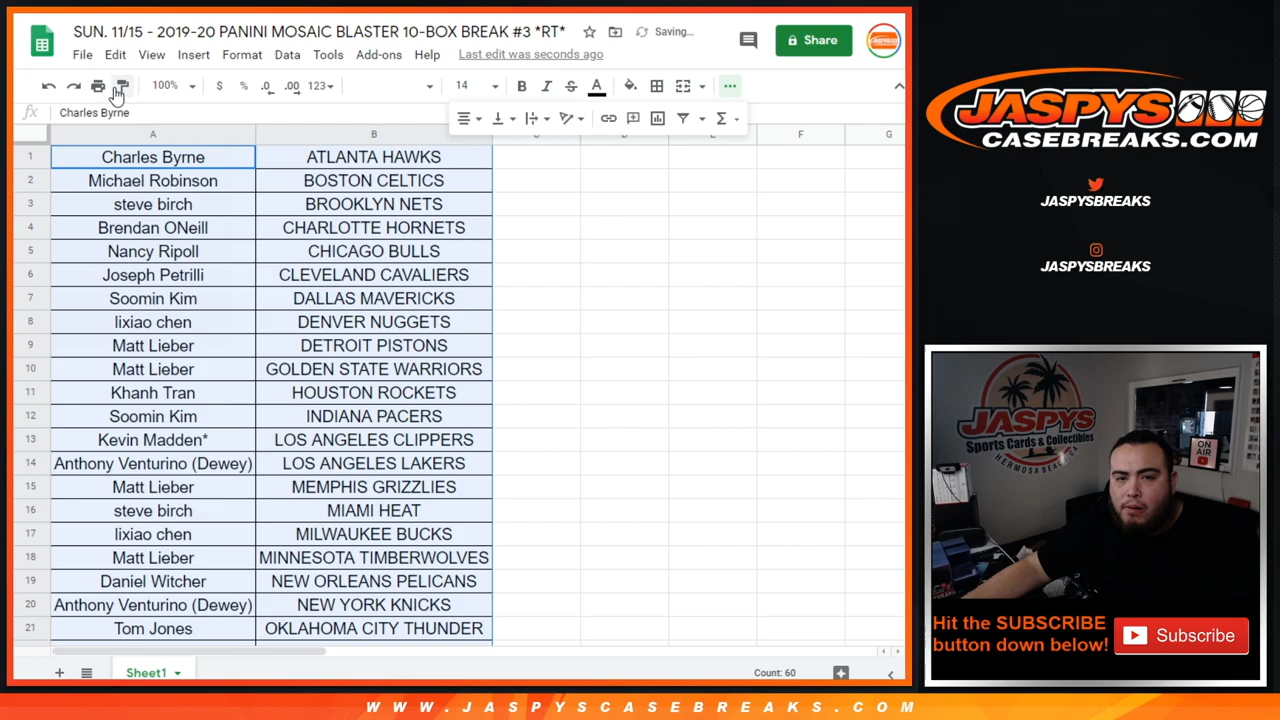 SUN. 11/15 - 2019-20 PANINI MOSAIC BLASTER 10-BOX BREAK #3 *RT*
Saving...
Share
File Edit View Insert Format Data Tools Add-ons Help Last edit was seconds ago
100% $ % .0 .00 123 14 B I S A
fx Charles Byrne
A B C D E F G
1 Charles Byrne ATLANTA HAWKS
2 Michael Robinson BOSTON CELTICS
3 steve birch BROOKLYN NETS
4 Brendan ONeill CHARLOTTE HORNETS
5 Nancy Ripoll CHICAGO BULLS
6 Joseph Petrilli CLEVELAND CAVALIERS
7 Soomin Kim DALLAS MAVERICKS
8 lixiao chen DENVER NUGGETS
9 Matt Lieber DETROIT PISTONS
10 Matt Lieber GOLDEN STATE WARRIORS
11 Khanh Tran HOUSTON ROCKETS
12 Soomin Kim INDIANA PACERS
13 Kevin Madden* LOS ANGELES CLIPPERS
14 Anthony Venturino (Dewey) LOS ANGELES LAKERS
15 Matt Lieber MEMPHIS GRIZZLIES
16 steve birch MIAMI HEAT
17 lixiao chen MILWAUKEE BUCKS
18 Matt Lieber MINNESOTA TIMBERWOLVES
19 Daniel Witcher NEW ORLEANS PELICANS
20 Anthony Venturino (Dewey) NEW YORK KNICKS
21 Tom Jones OKLAHOMA CITY THUNDER
Sheet1
Count: 60
JASPYS
CASEBREAKS.COM
JASPYSBREAKS
JASPYSBREAKS
JASPYS
Sports Cards & Collectibles
HERMOSA BEACH, CA
ON AIR
Hit the SUBSCRIBE
button down below!
Subscribe
WWW.JASPYSCASEBREAKS.COM